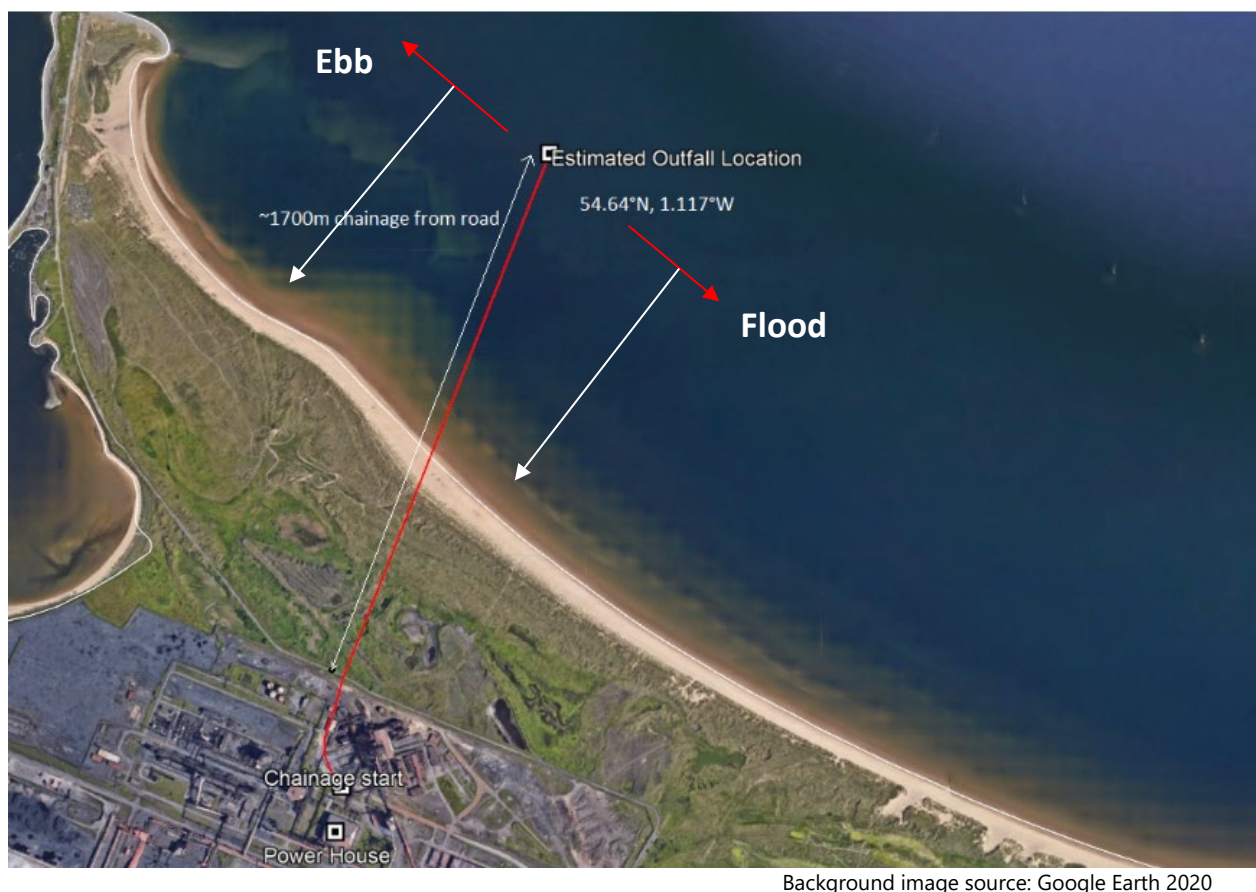 Ebb
Estimated Outfall Location
54.64°N, 1.117°W
~1700m chainage from road
Flood
Chainage start
Power House
Background image source: Google Earth 2020